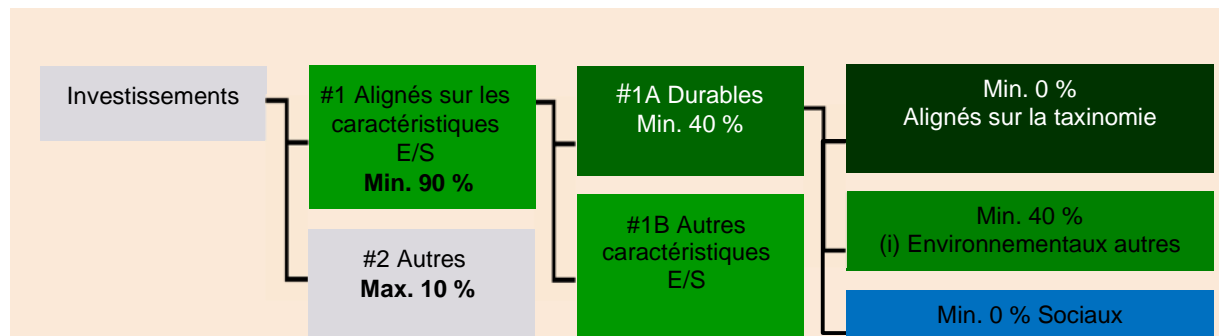 Investissements
#1 Alignés sur les
caractéristiques
E/S
Min. 90 %
#2 Autres
Max. 10 %
#1A Durables
Min. 40 %
#1B Autres
caractéristiques
E/S
Min. 0 %
Alignés sur la taxinomie
Min. 40 %
(i) Environnementaux autres
Min. 0 % Sociaux